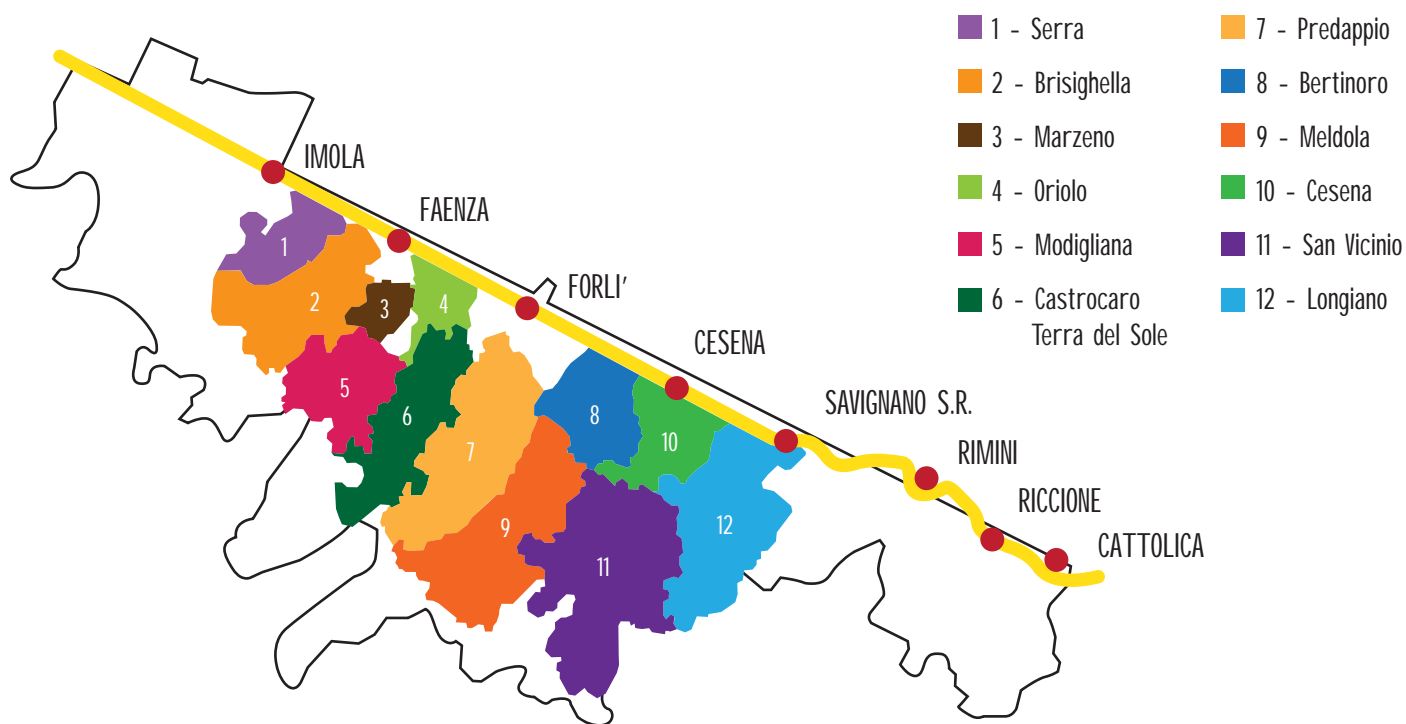 1 - Serra
2 - Brisighella
3 - Marzeno
4 - Oriolo
5 - Modigliana
6 - Castrocaro
Terra del Sole
7 - Predappio
8 - Bertinoro
9 - Meldola
10 - Cesena
11 - San Vicinio
12 - Longiano
IMOLA
FAENZA
FORLI’
CESENA
SAVIGNANO S.R.
RIMINI
RICCIONE
CATTOLICA
1
2
3
4
5
6
7
8
9
10
11
12